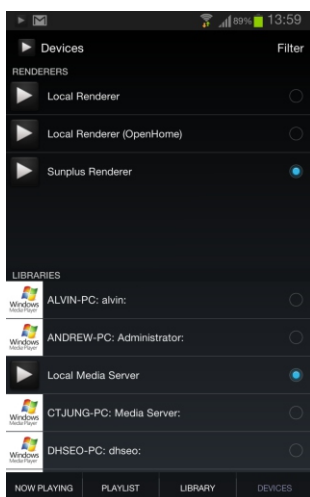 89% 13:59
Devices Filter
RENDERERS
Local Renderer
Local Renderer (OpenHome)
Sunplus Renderer
LIBRARIES
Windows
Media Player
ALVIN-PC: alvin:
Windows
Media Player
ANDREW-PC: Administrator:
Local Media Server
Windows
Media Player
CTJUNG-PC: Media Server:
Windows
Media Player
DHSEO-PC: dhseo:
NOW PLAYING PLAYLIST LIBRARY DEVICES